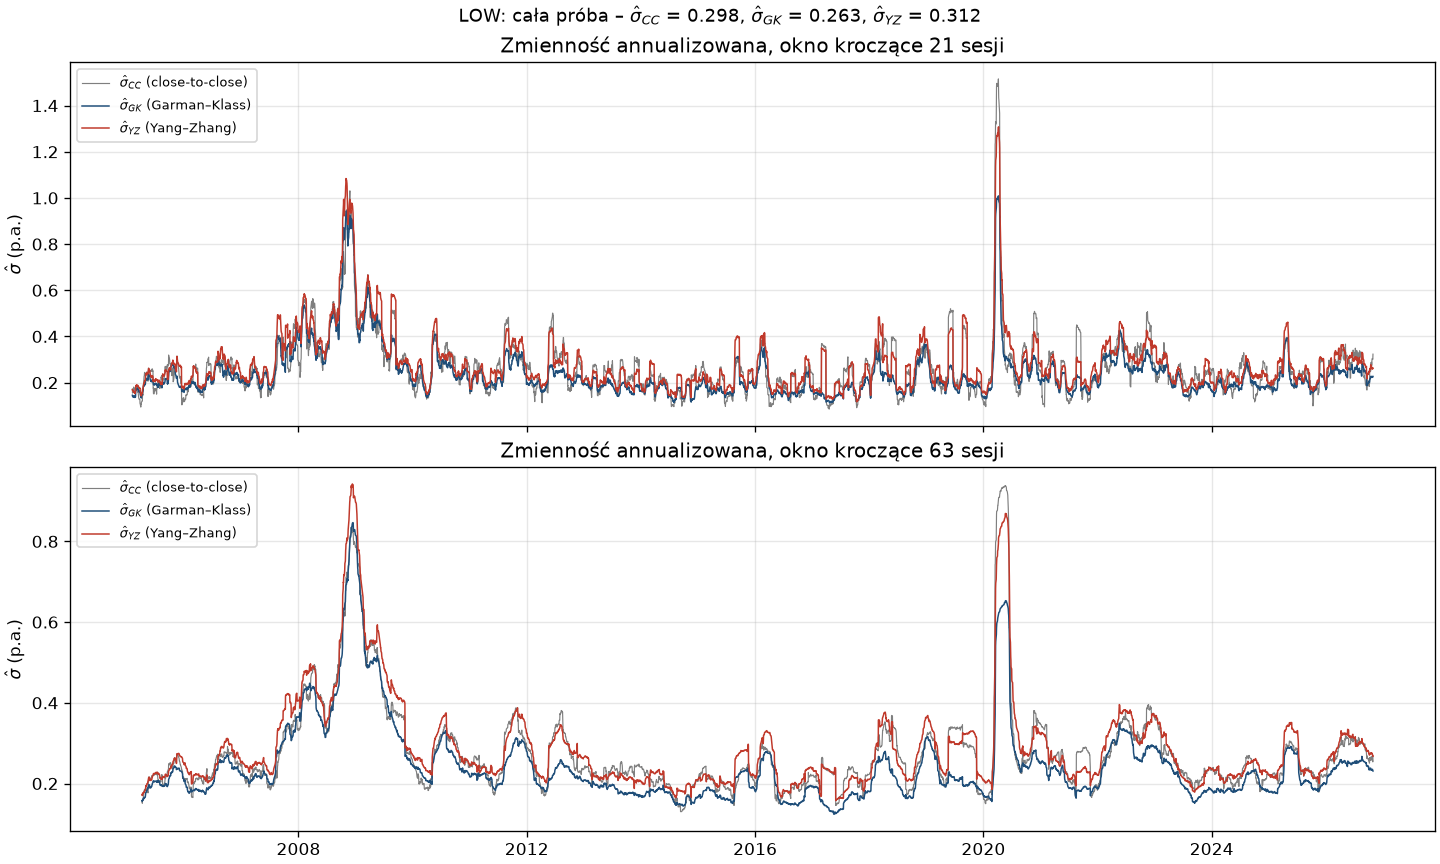 LOW: cała próba – σ̂_CC = 0.298, σ̂_GK = 0.263, σ̂_YZ = 0.312
Zmienność annualizowana, okno kroczące 21 sesji
σ̂_CC (close-to-close)
σ̂_GK (Garman–Klass)
σ̂_YZ (Yang–Zhang)
σ̂ (p.a.)
1.4
1.2
1.0
0.8
0.6
0.4
0.2
Zmienność annualizowana, okno kroczące 63 sesji
σ̂_CC (close-to-close)
σ̂_GK (Garman–Klass)
σ̂_YZ (Yang–Zhang)
σ̂ (p.a.)
0.8
0.6
0.4
0.2
2008 2012 2016 2020 2024